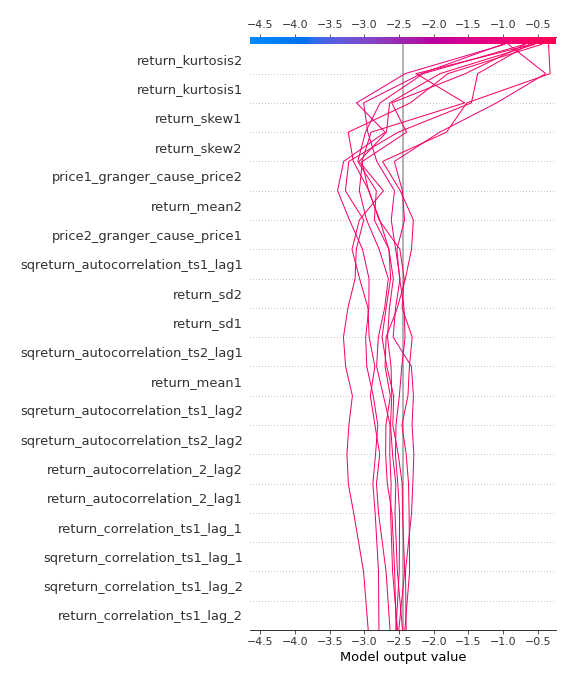 −4.5 −4.0 −3.5 −3.0 −2.5 −2.0 −1.5 −1.0 −0.5
return_kurtosis2
return_kurtosis1
return_skew1
return_skew2
price1_granger_cause_price2
return_mean2
price2_granger_cause_price1
sqreturn_autocorrelation_ts1_lag1
return_sd2
return_sd1
sqreturn_autocorrelation_ts2_lag1
return_mean1
sqreturn_autocorrelation_ts1_lag2
sqreturn_autocorrelation_ts2_lag2
return_autocorrelation_2_lag2
return_autocorrelation_2_lag1
return_correlation_ts1_lag_1
sqreturn_correlation_ts1_lag_1
sqreturn_correlation_ts1_lag_2
return_correlation_ts1_lag_2
−4.5 −4.0 −3.5 −3.0 −2.5 −2.0 −1.5 −1.0 −0.5
Model output value